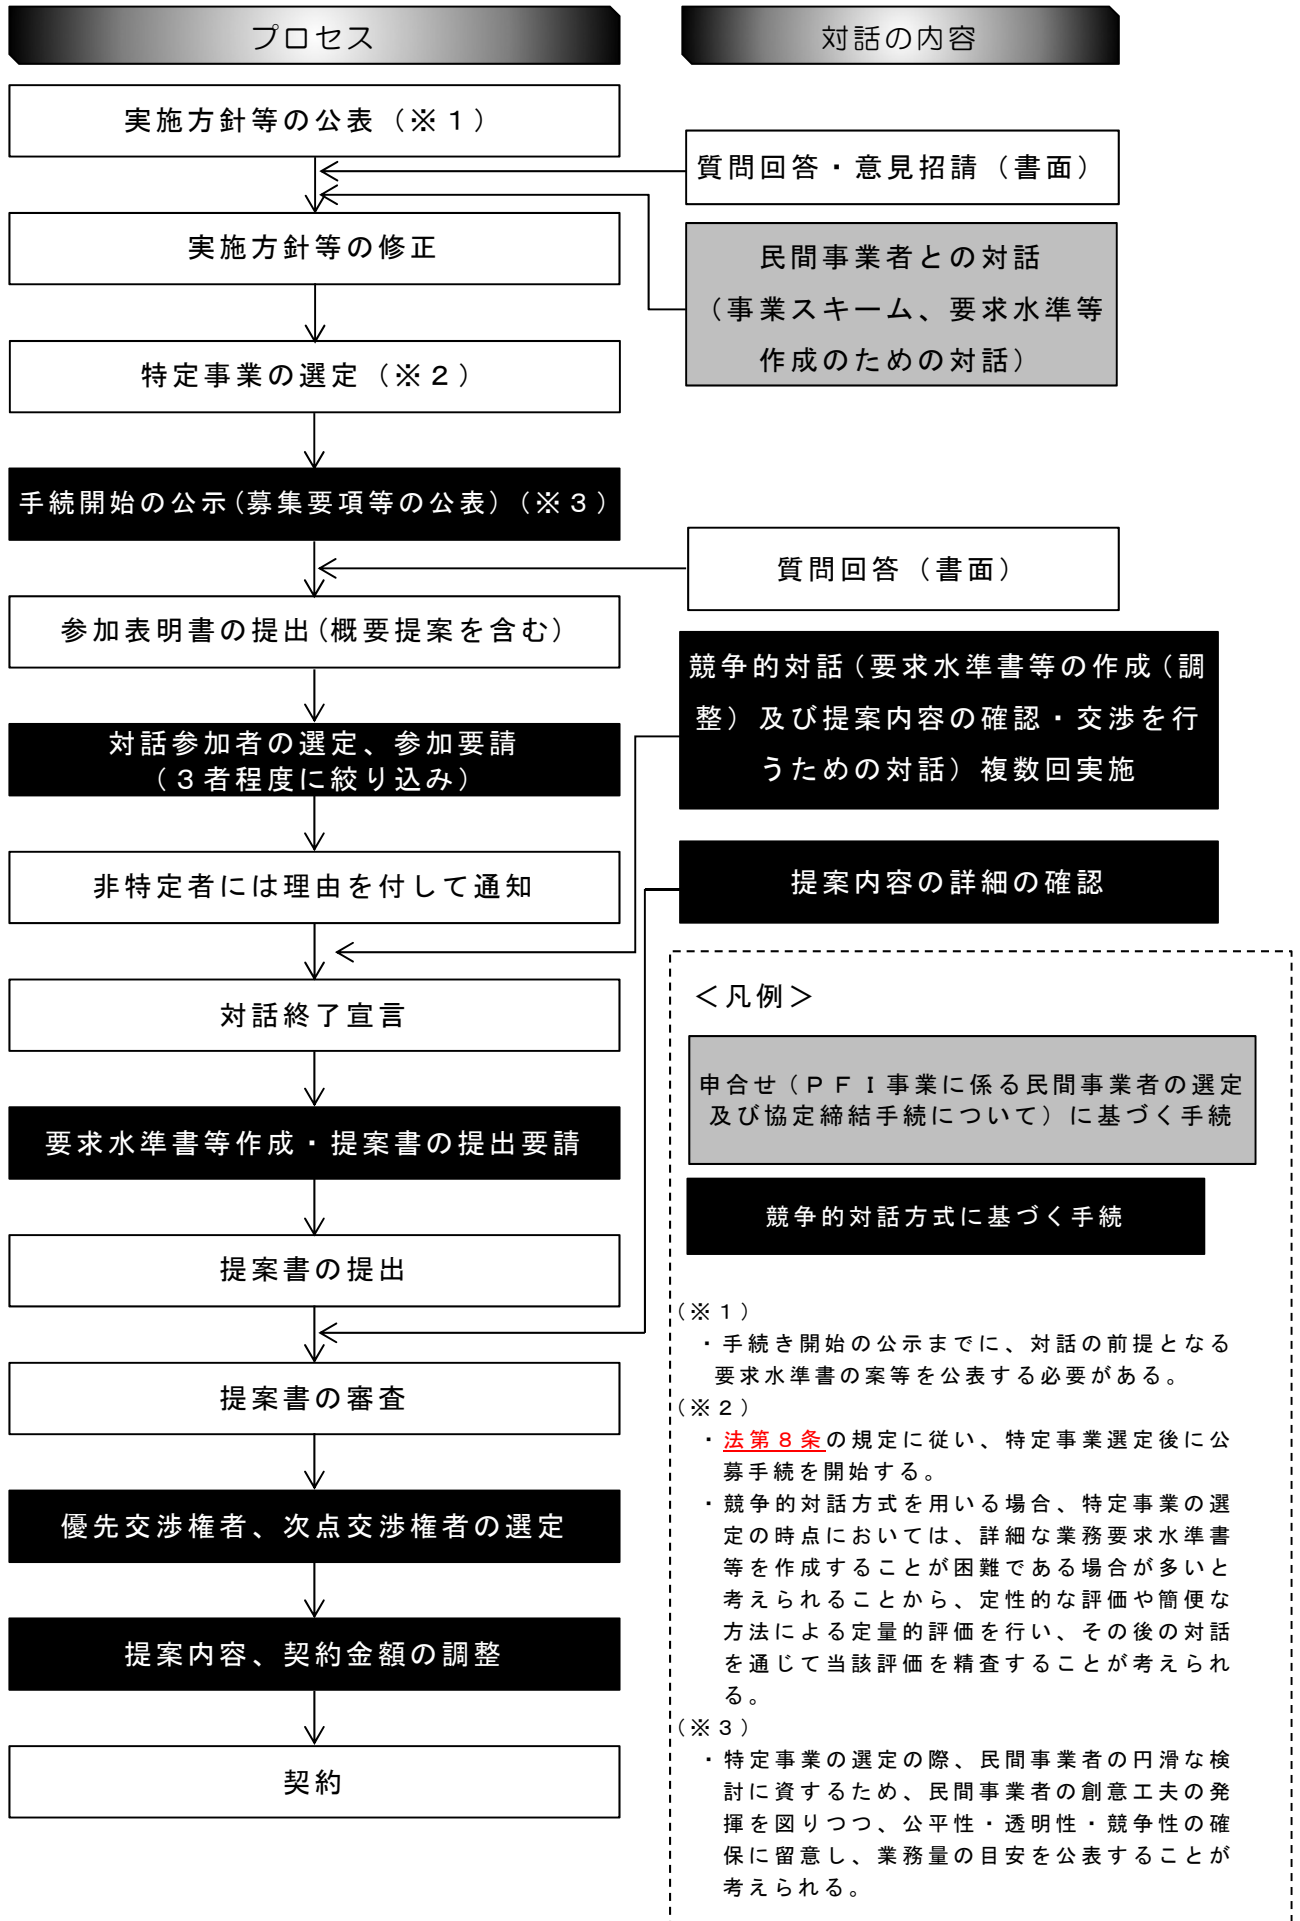 プロセス
対話の内容
実施方針等の公表（※１）
質問回答・意見招請（書面）
実施方針等の修正
民間事業者との対話
（事業スキーム、要求水準等
作成のための対話）
特定事業の選定（※２）
手続開始の公示(募集要項等の公表)（※３）
質問回答（書面）
参加表明書の提出(概要提案を含む)
競争的対話（要求水準書等の作成（調
整）及び提案内容の確認・交渉を行
うための対話）複数回実施
対話参加者の選定、参加要請
（３者程度に絞り込み）
非特定者には理由を付して通知
提案内容の詳細の確認
対話終了宣言
要求水準書等作成・提案書の提出要請
提案書の提出
提案書の審査
優先交渉権者、次点交渉権者の選定
提案内容、契約金額の調整
契約
＜凡例＞
申合せ（ＰＦＩ事業に係る民間事業者の選定
及び協定締結手続について）に基づく手続
競争的対話方式に基づく手続
（※１）
・手続き開始の公示までに、対話の前提となる
要求水準書の案等を公表する必要がある。
（※２）
・法第８条の規定に従い、特定事業選定後に公
募手続を開始する。
・競争的対話方式を用いる場合、特定事業の選
定の時点においては、詳細な業務要求水準書
等を作成することが困難である場合が多いと
考えられることから、定性的な評価や簡便な
方法による定量的評価を行い、その後の対話
を通じて当該評価を精査することが考えられ
る。
（※３）
・特定事業の選定の際、民間事業者の円滑な検
討に資するため、民間事業者の創意工夫の発
揮を図りつつ、公平性・透明性・競争性の確
保に留意し、業務量の目安を公表することが
考えられる。